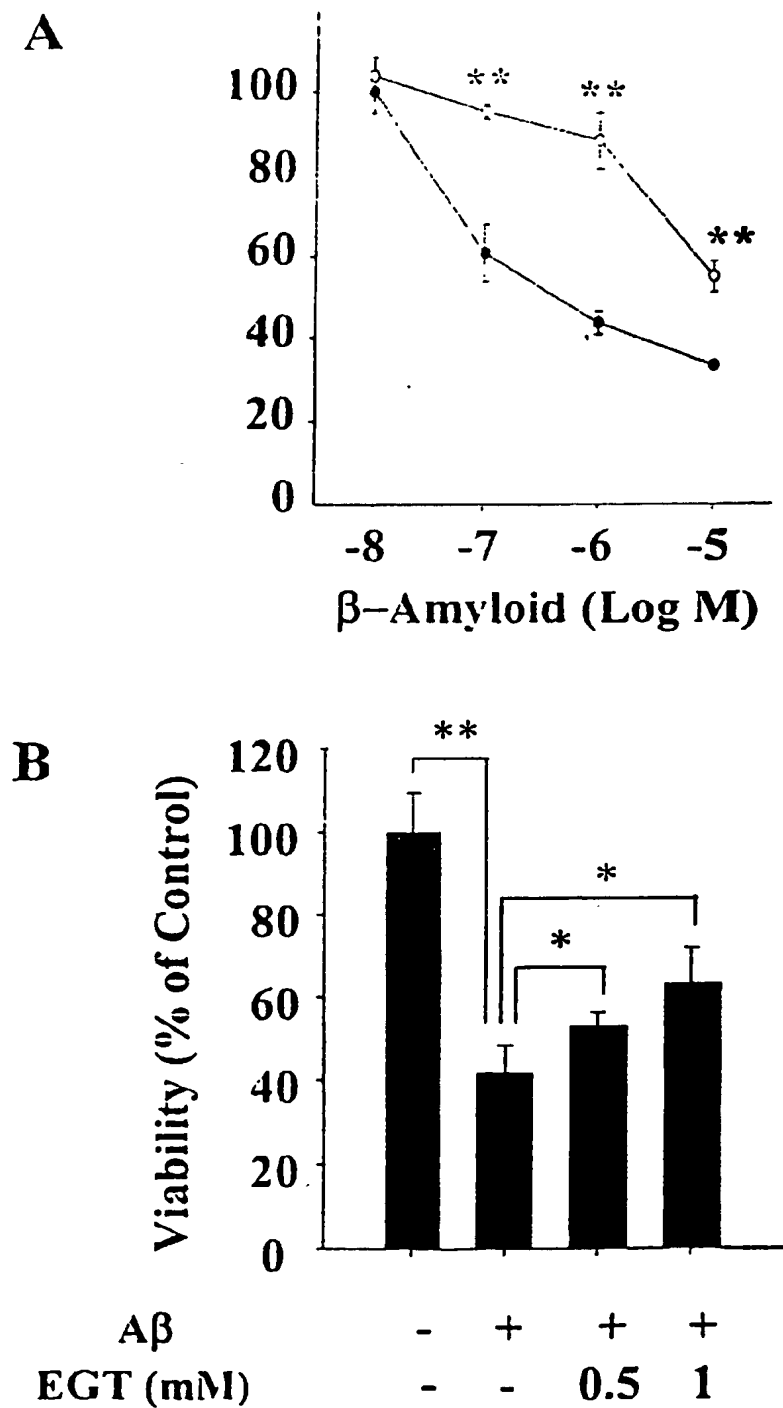 A
** **
100
80
**
60
40
20
0
-8 -7 -6 -5
β–Amyloid (Log M)
B
**
120
100
*
80
*
60
40
20
0
Viability (% of Control)
Aβ - + + +
EGT (mM) - - 0.5 1